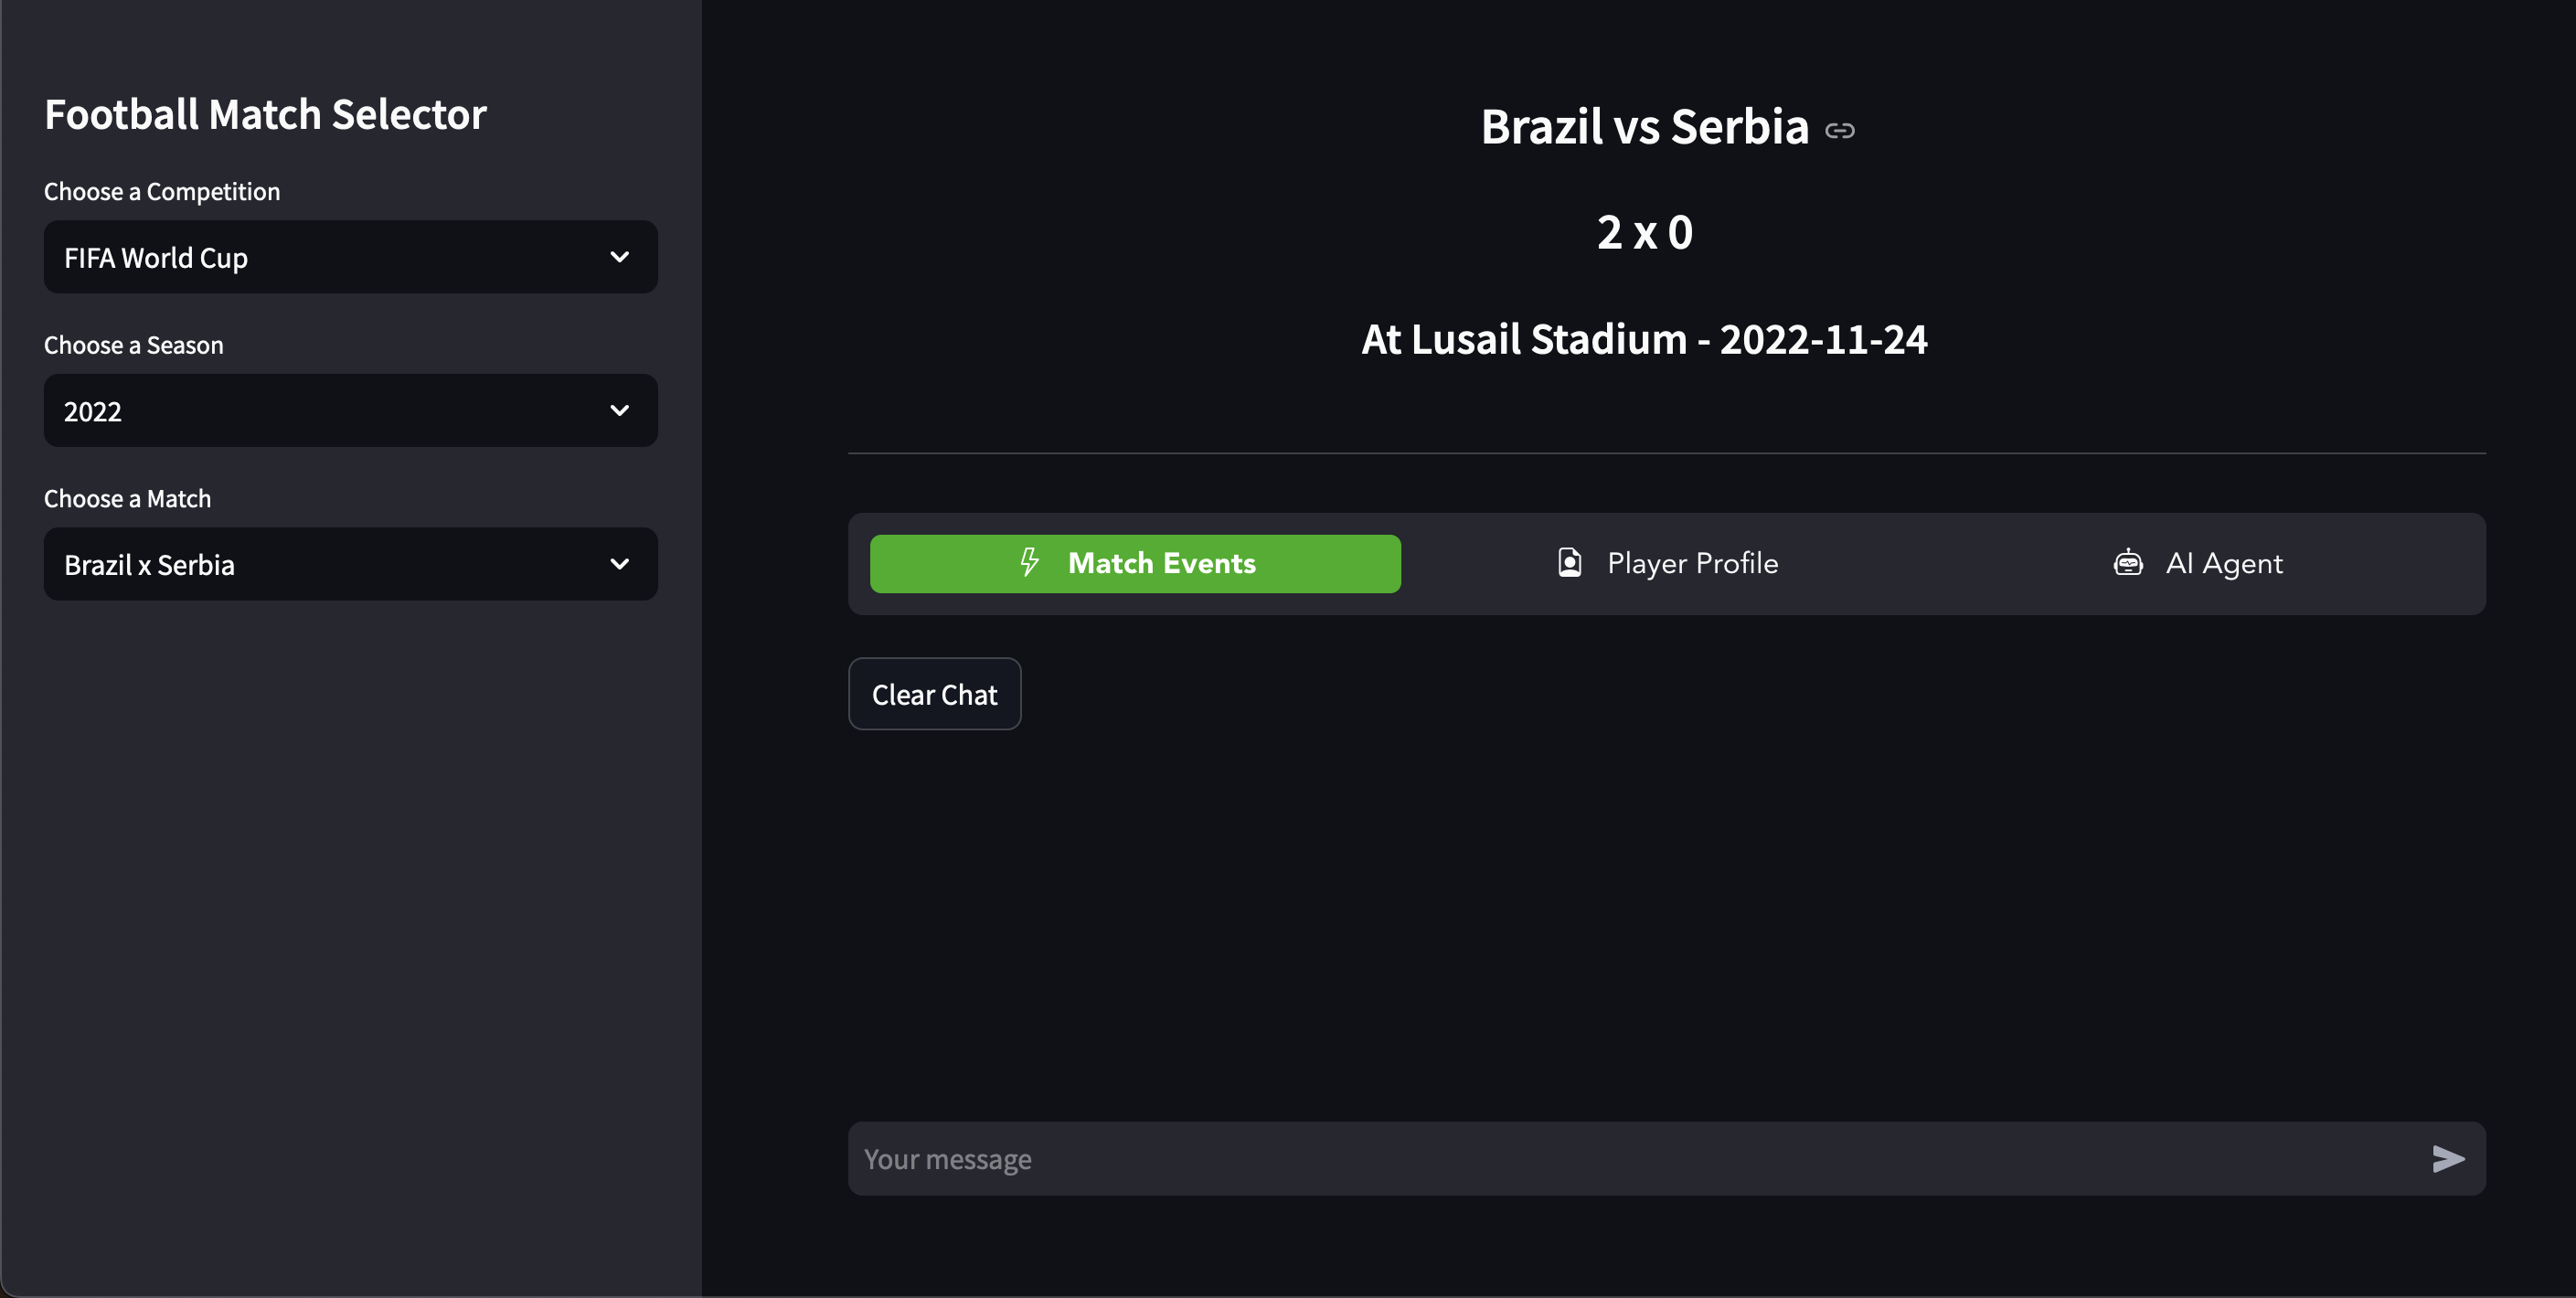 Football Match Selector
Choose a Competition
FIFA World Cup
Choose a Season
2022
Choose a Match
Brazil x Serbia
Brazil vs Serbia
2 x 0
At Lusail Stadium - 2022-11-24
Match Events
Player Profile
AI Agent
Clear Chat
Your message